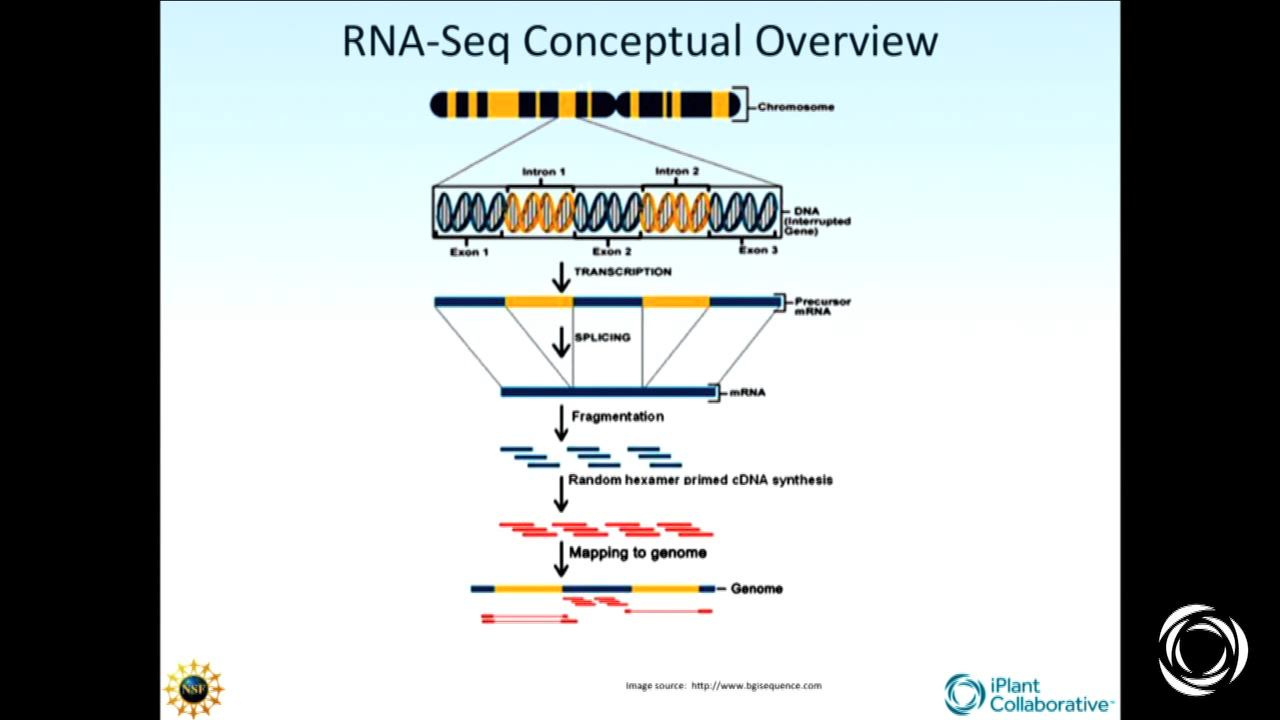 RNA-Seq Conceptual Overview
Chromosome
Intron 1
Intron 2
DNA
(Interrupted
Gene)
Exon 1
Exon 2
Exon 3
TRANSCRIPTION
Precursor
mRNA
SPLICING
mRNA
Fragmentation
Random hexamer primed cDNA synthesis
Mapping to genome
Genome
NSF
Image source: http://www.bgisequence.com
iPlant
Collaborative™